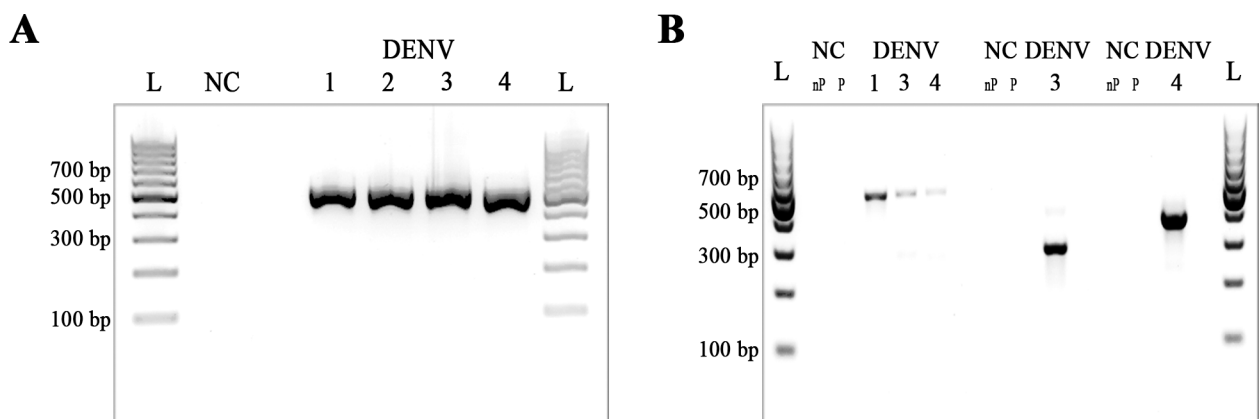 A
DENV
L NC 1 2 3 4 L
700 bp
500 bp
300 bp
100 bp
B
NC DENV NC DENV NC DENV
L nP P 1 3 4 nP P 3 nP P 4 L
700 bp
500 bp
300 bp
100 bp